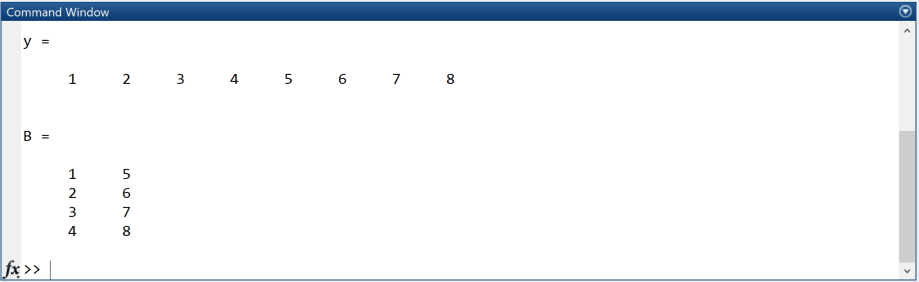 Command Window
y =
1 2 3 4 5 6 7 8
B =
1 5
2 6
3 7
4 8
fx >>